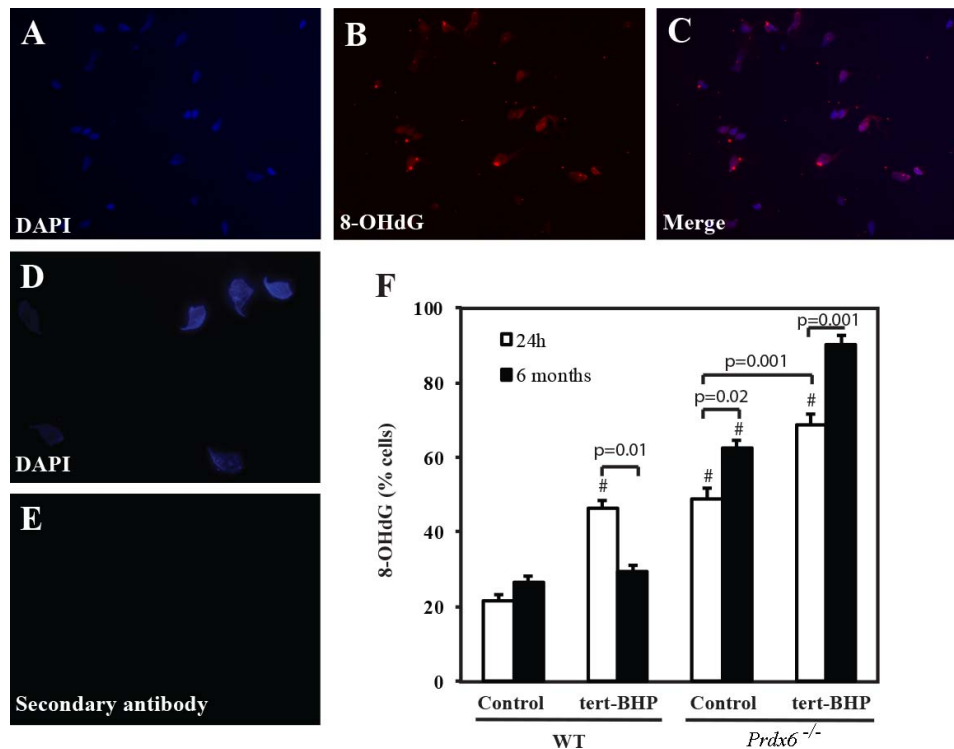 A
B
C
DAPI
8-OHdG
Merge
D
DAPI
E
Secondary antibody
F
8-OHdG (% cells)
100
80
60
40
20
0
24h
6 months
#
p=0.01
#
p=0.02
#
p=0.001
#
p=0.001
Control
tert-BHP
Control
tert-BHP
WT
Prdx6 -/-